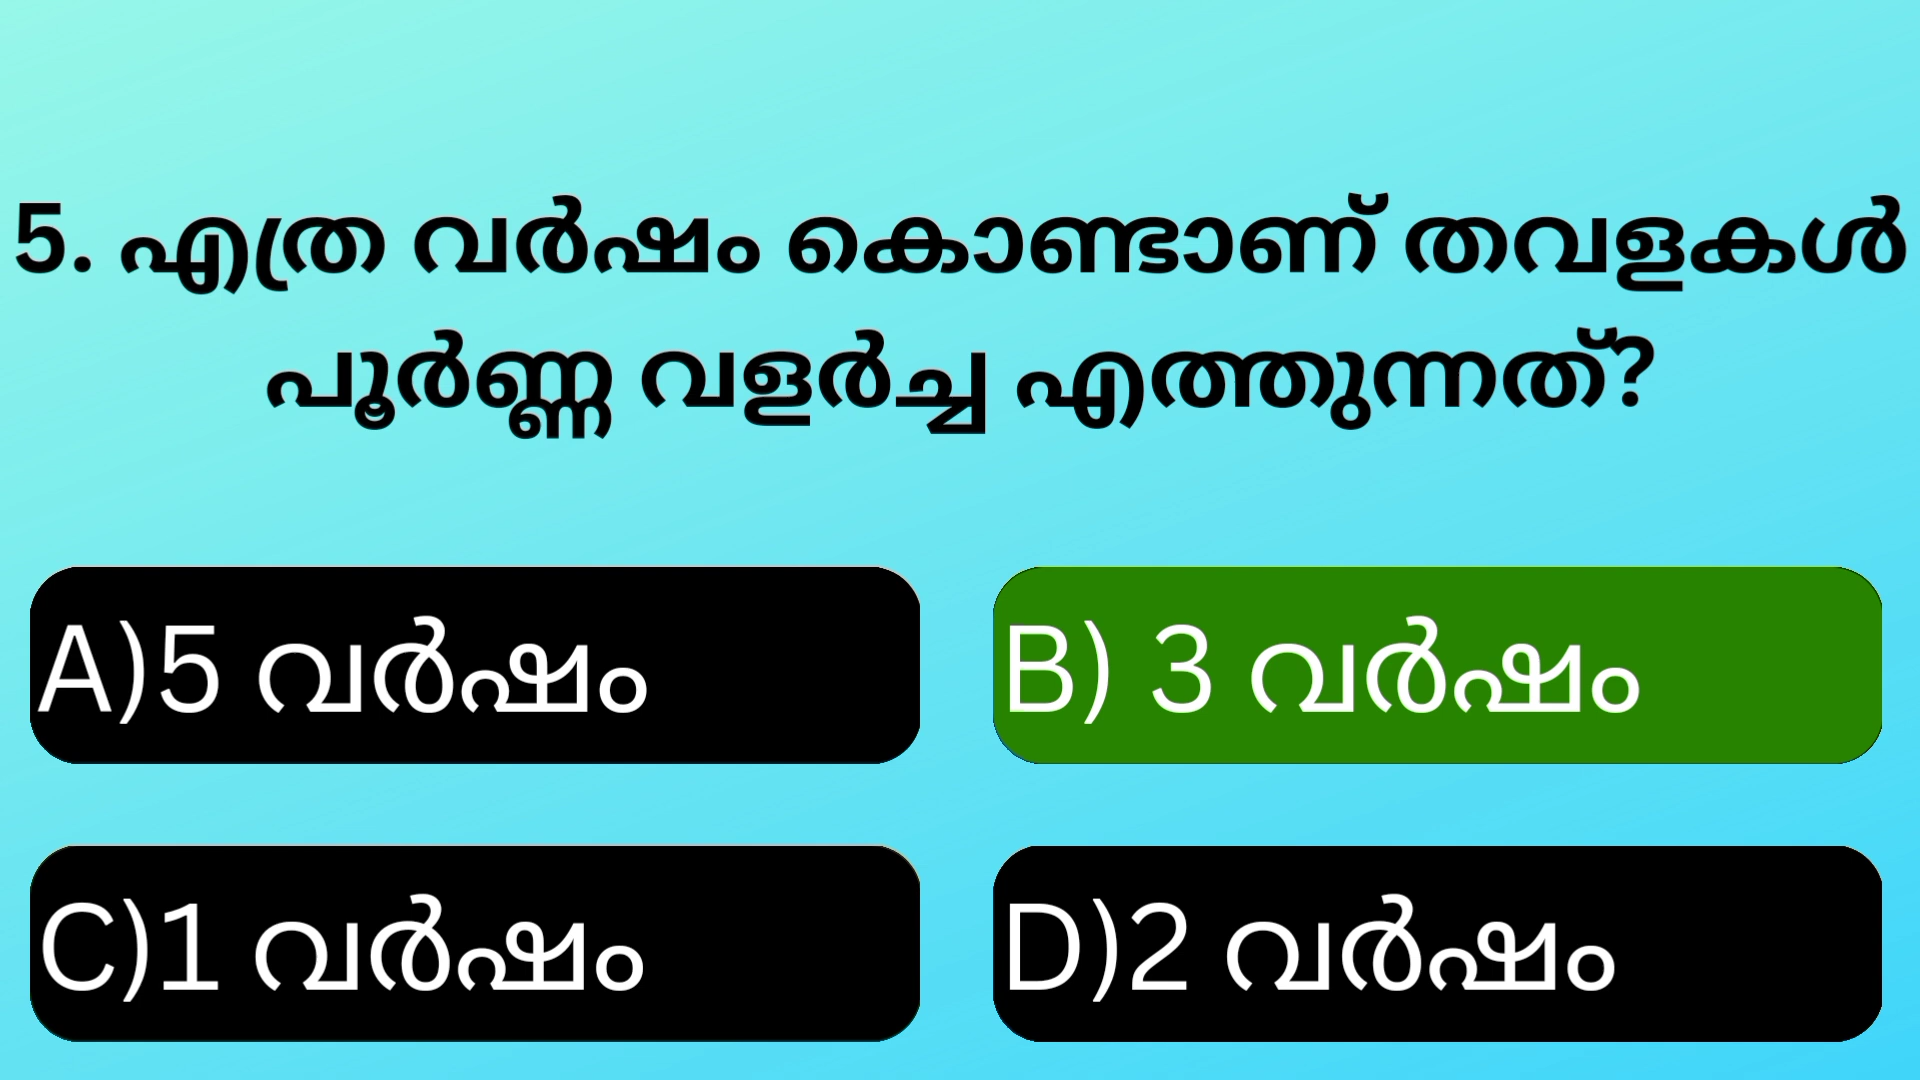 5. എത്ര വർഷം കൊണ്ടാണ് തവളകൾ
പൂർണ്ണ വളർച്ച എത്തുന്നത്?
A)5 വർഷം
B) 3 വർഷം
C)1 വർഷം
D)2 വർഷം